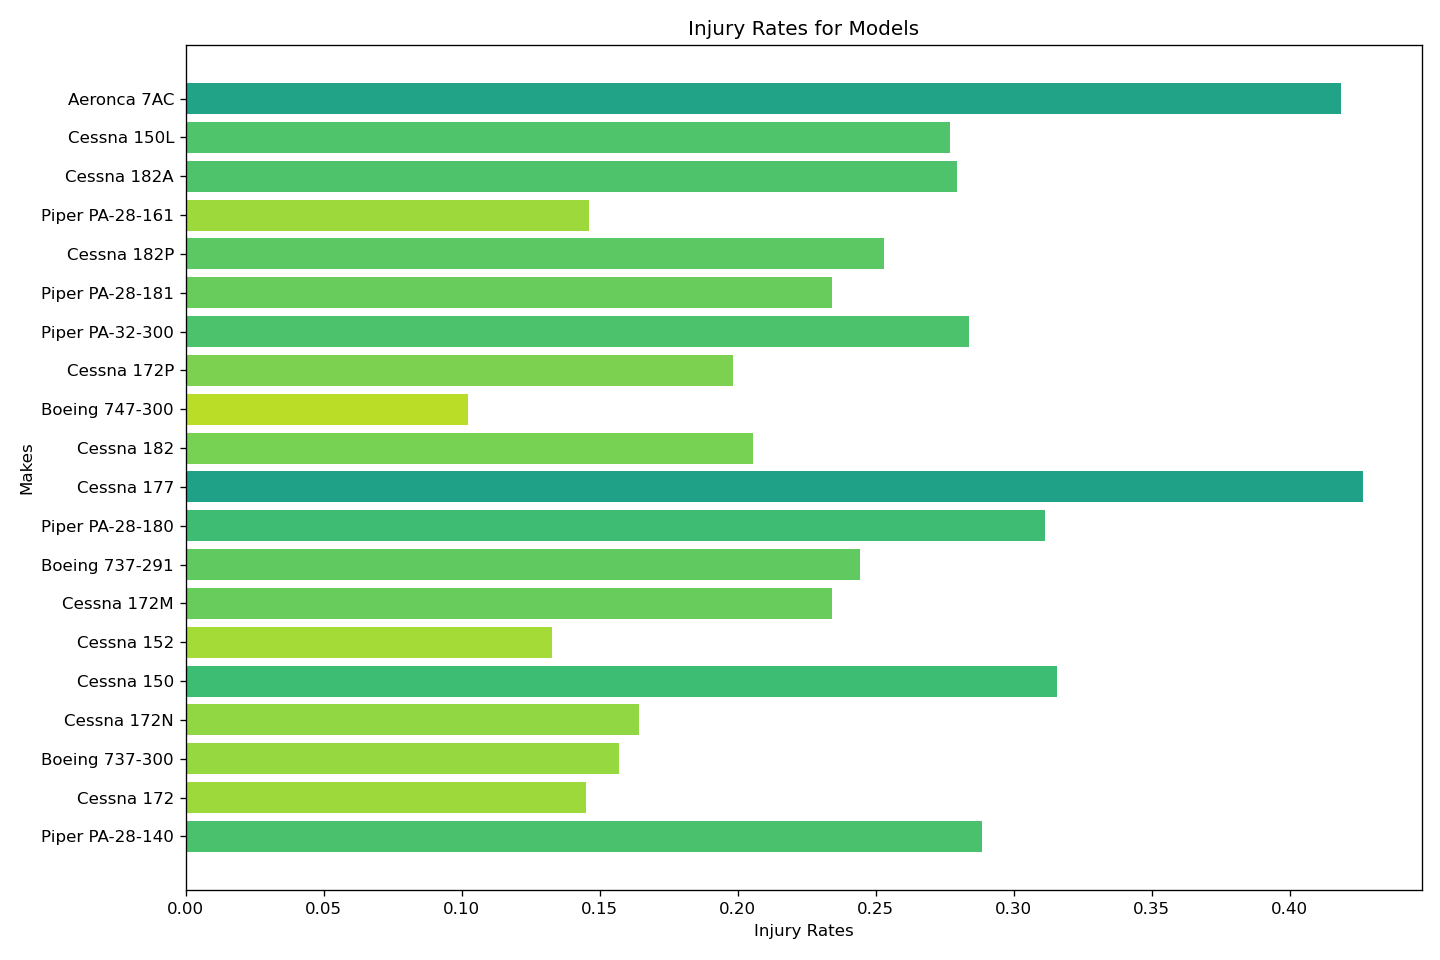 Injury Rates for Models
Makes
Aeronca 7AC
Cessna 150L
Cessna 182A
Piper PA-28-161
Cessna 182P
Piper PA-28-181
Piper PA-32-300
Cessna 172P
Boeing 747-300
Cessna 182
Cessna 177
Piper PA-28-180
Boeing 737-291
Cessna 172M
Cessna 152
Cessna 150
Cessna 172N
Boeing 737-300
Cessna 172
Piper PA-28-140
0.00 0.05 0.10 0.15 0.20 0.25 0.30 0.35 0.40
Injury Rates